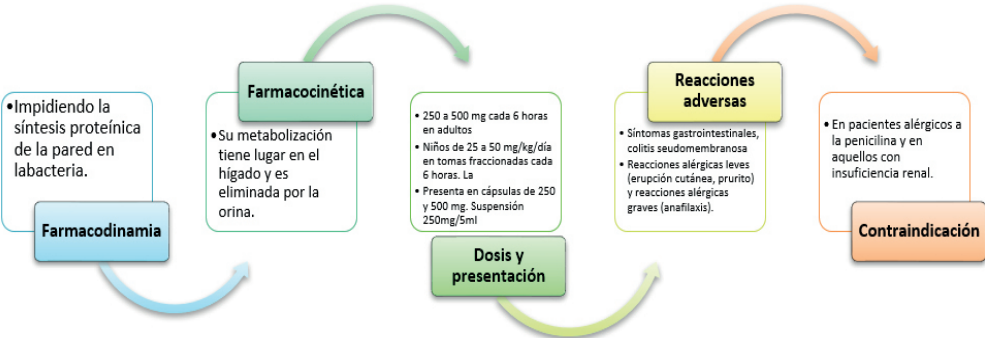 •Impidiendo la
síntesis proteínica
de la pared en
labacteria.
Farmacodinamia
Farmacocinética
•Su metabolización
tiene lugar en el
hígado y es
eliminada por la
orina.
• 250 a 500 mg cada 6 horas
en adultos
• Niños de 25 a 50 mg/kg/día
en tomas fraccionadas cada
6 horas. La
• Presenta en cápsulas de 250
y 500 mg. Suspensión
250mg/5ml
Dosis y
presentación
Reacciones
adversas
• Síntomas gastrointestinales,
colitis seudomembranosa
• Reacciones alérgicas leves
(erupción cutánea, prurito)
y reacciones alérgicas
graves (anafilaxis).
• En pacientes alérgicos a
la penicilina y en
aquellos con
insuficiencia renal.
Contraindicación